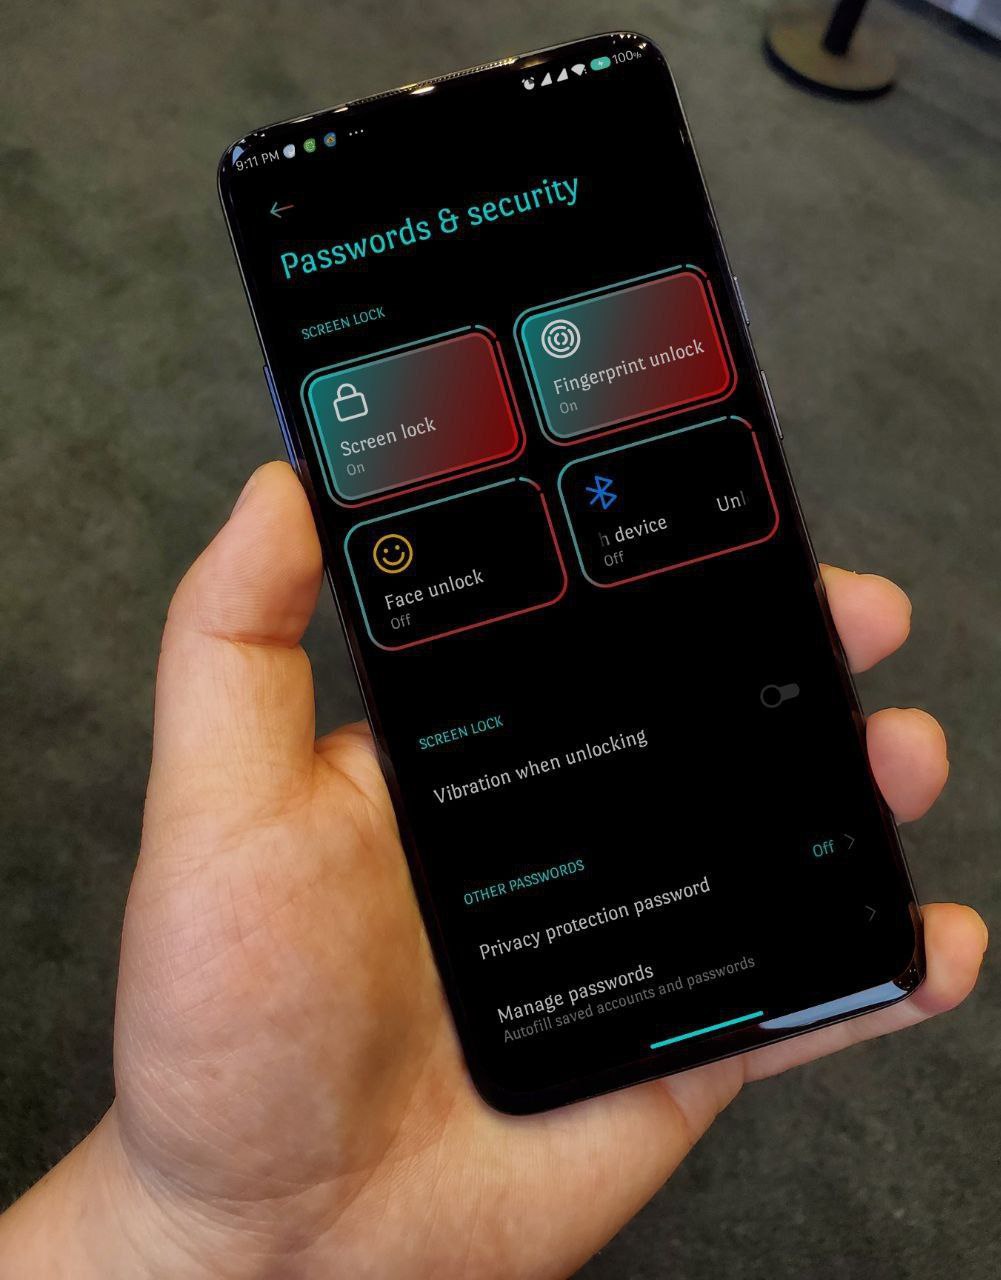 9:11 PM ... 100%
Passwords & security
SCREEN LOCK
Screen lock
On
Fingerprint unlock
On
Face unlock
Off
h device Unl
Off
SCREEN LOCK
Vibration when unlocking
OTHER PASSWORDS
Privacy protection password Off
Manage passwords
Autofill saved accounts and passwords